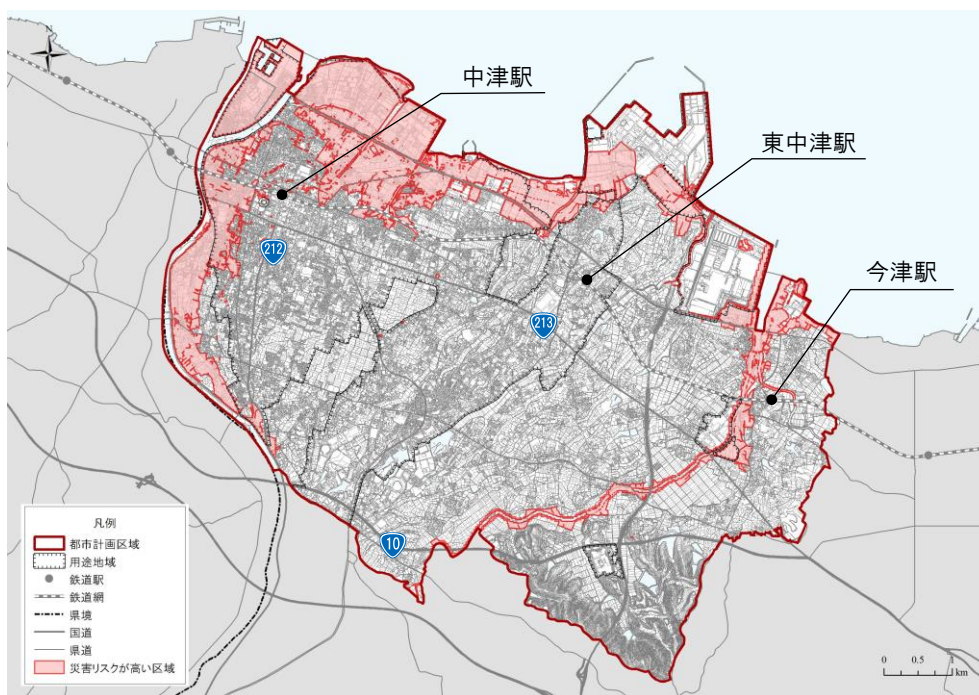 N
中津駅
東中津駅
今津駅
212
213
10
凡例
都市計画区域
用途地域
鉄道駅
鉄道網
県境
国道
県道
災害リスクが高い区域
0 0.5 1
km